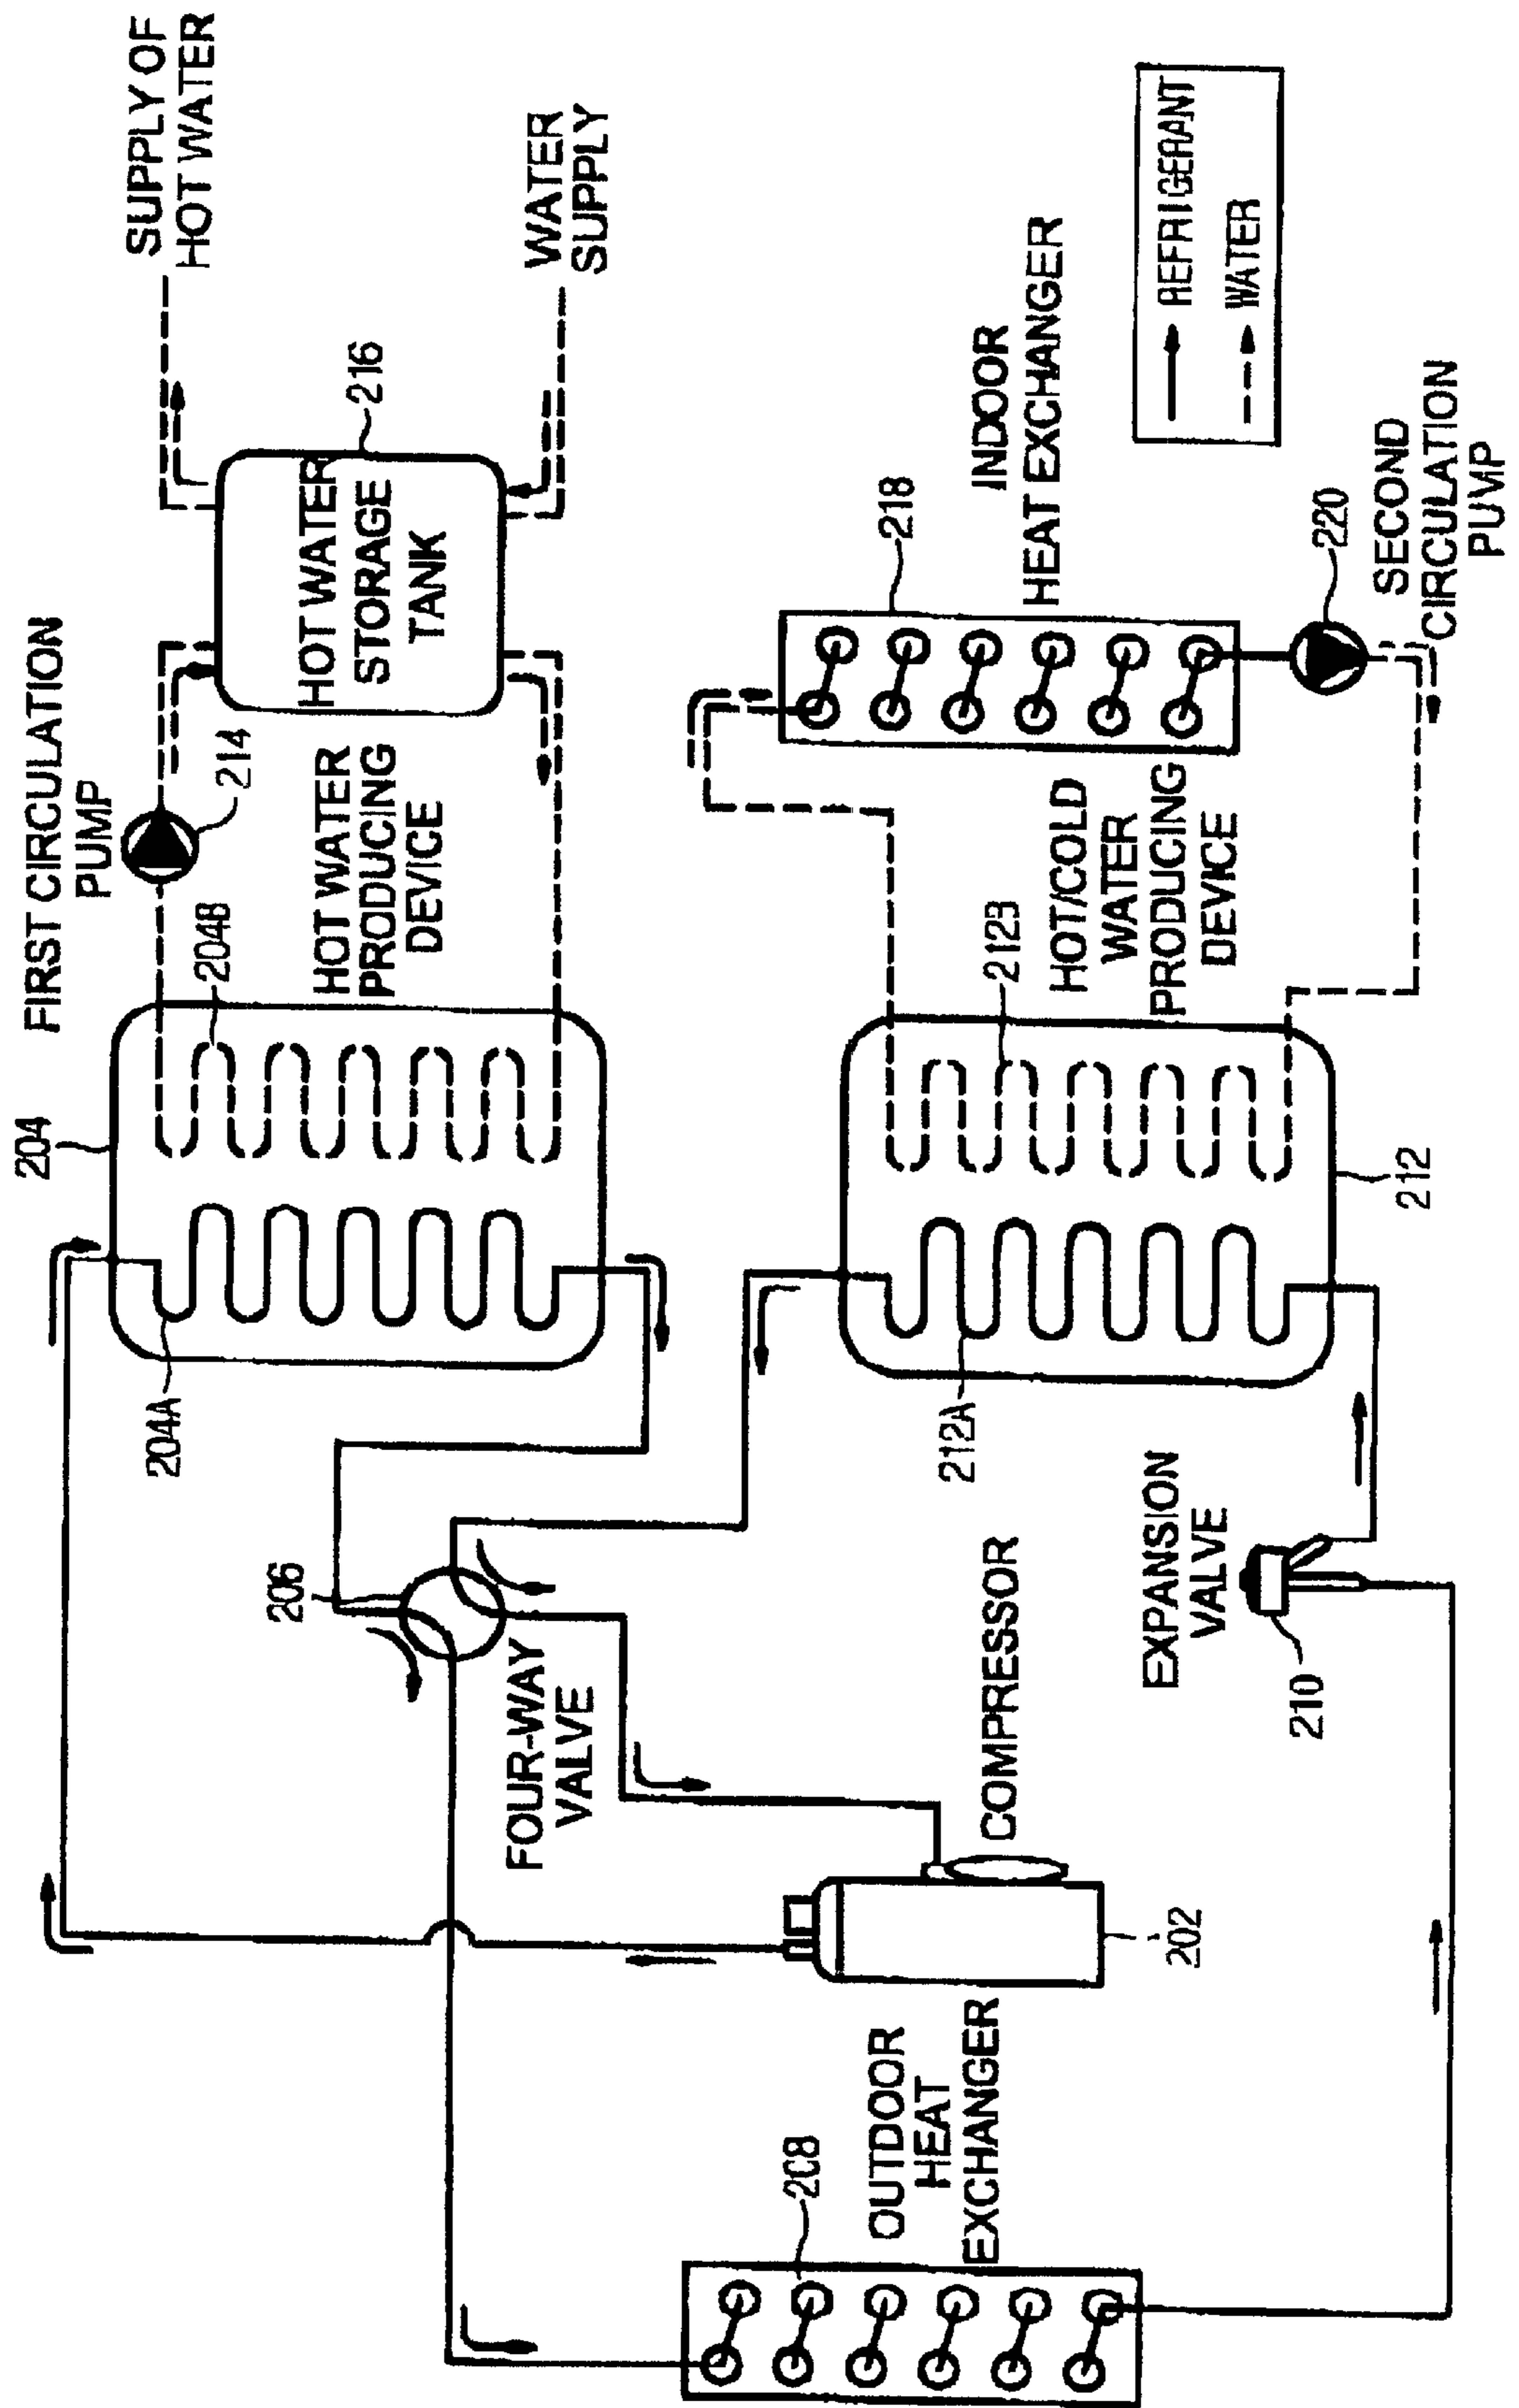 FIRST CIRCULATION
PUMP
214
SUPPLY OF
HOT WATER
204
204A
204B
HOT WATER
PRODUCING
DEVICE
HOT WATER
STORAGE
TANK
216
WATER
SUPPLY
206
FOUR-WAY
VALVE
208
OUTDOOR
HEAT
EXCHANGER
COMPRESSOR
202
EXPANSION
VALVE
210
212A
212B
212
HOT/COLD
WATER
PRODUCING
DEVICE
218
INDOOR
HEAT EXCHANGER
220
SECOND
CIRCULATION
PUMP
REFRIGERANT
WATER